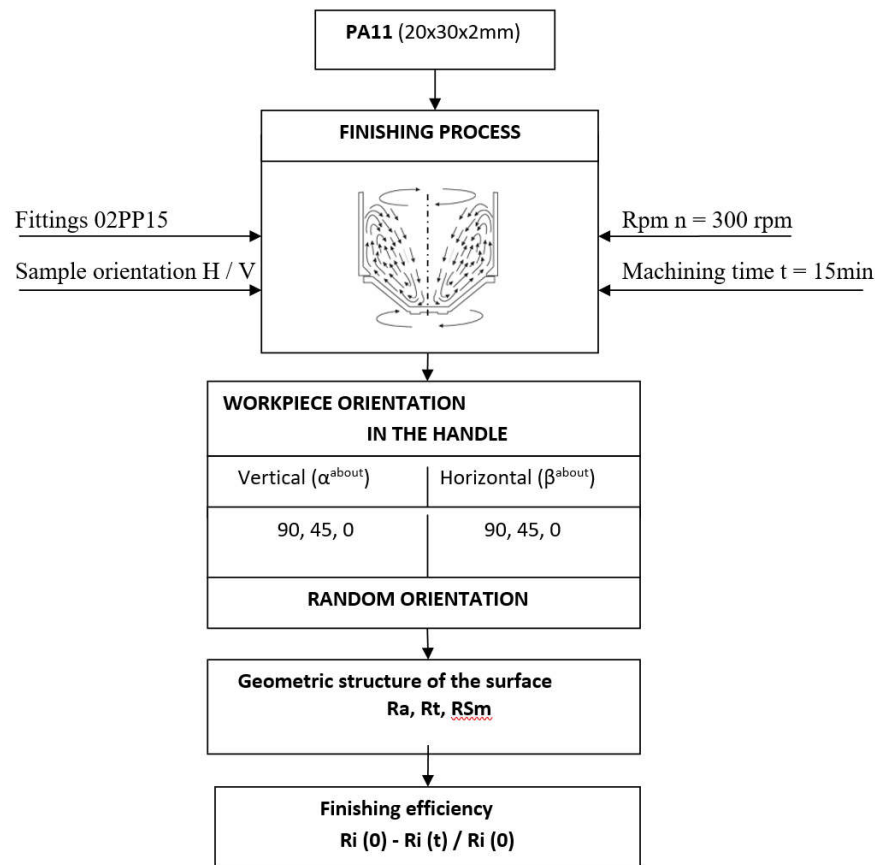 PA11 (20x30x2mm)
FINISHING PROCESS
Fittings 02PP15
Sample orientation H / V
Rpm n = 300 rpm
Machining time t = 15min
WORKPIECE ORIENTATION
IN THE HANDLE
Vertical (α^about)
Horizontal (β^about)
90, 45, 0
90, 45, 0
RANDOM ORIENTATION
Geometric structure of the surface
Ra, Rt, RSm
Finishing efficiency
Ri (0) - Ri (t) / Ri (0)